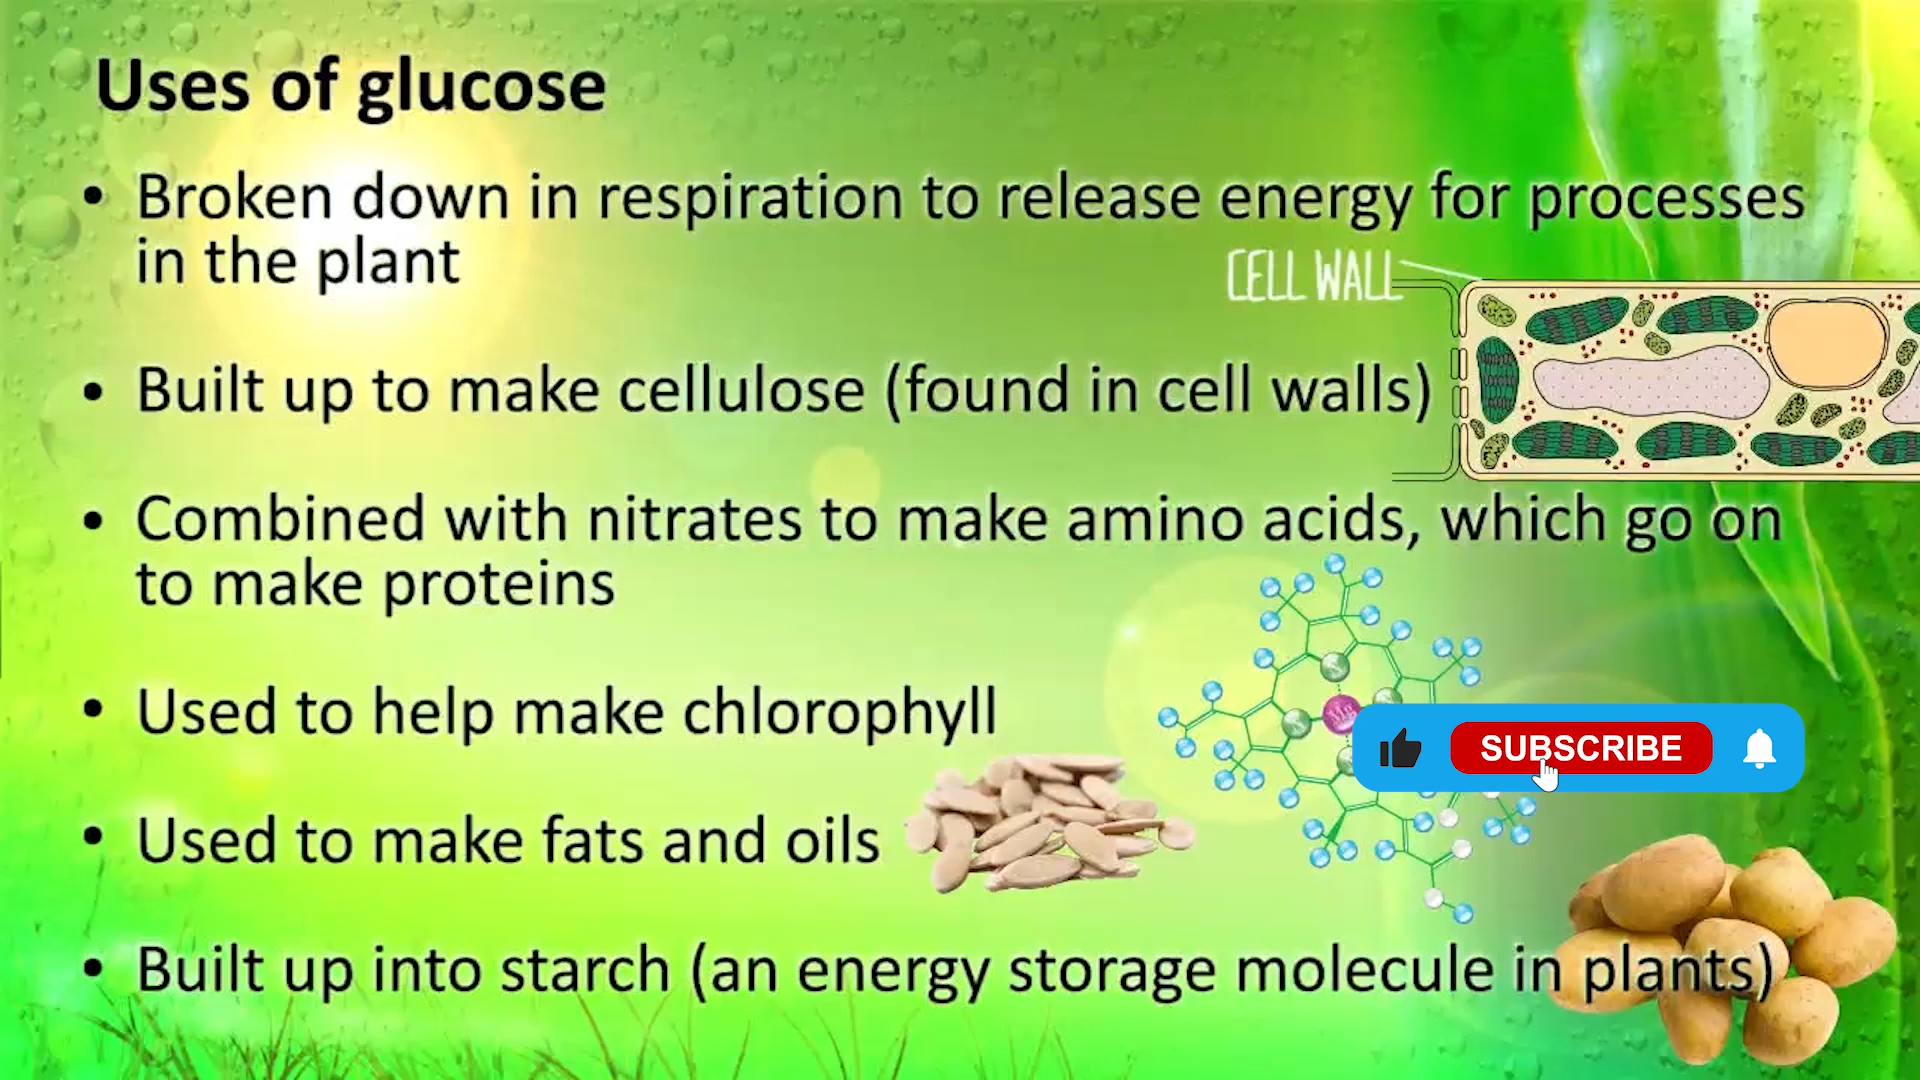 Uses of glucose
• Broken down in respiration to release energy for processes
in the plant
CELL WALL
• Built up to make cellulose (found in cell walls)
• Combined with nitrates to make amino acids, which go on
to make proteins
• Used to help make chlorophyll
Mg
SUBSCRIBE
• Used to make fats and oils
• Built up into starch (an energy storage molecule in plants)